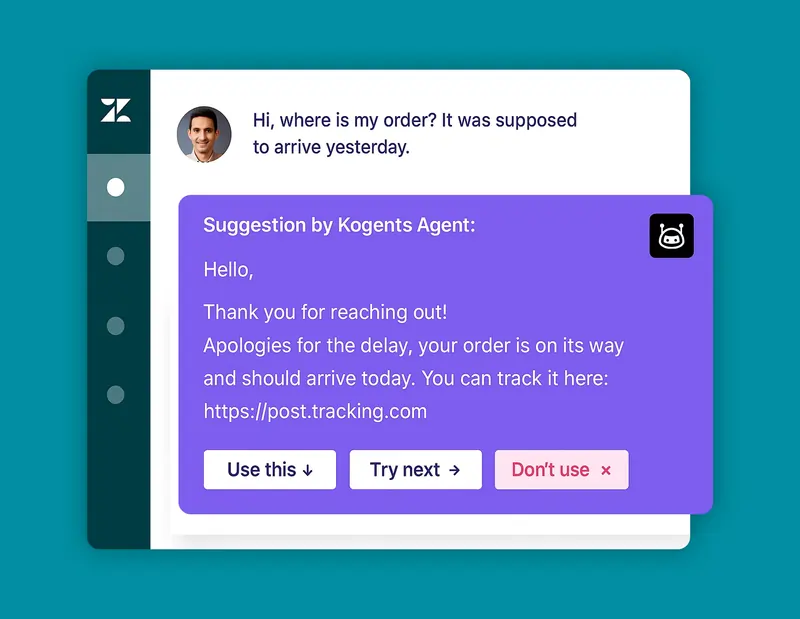 Hi, where is my order? It was supposed
to arrive yesterday.
Suggestion by Kogents Agent:
Hello,
Thank you for reaching out!
Apologies for the delay, your order is on its way
and should arrive today. You can track it here:
https://post.tracking.com
Use this ↓
Try next →
Don't use ×